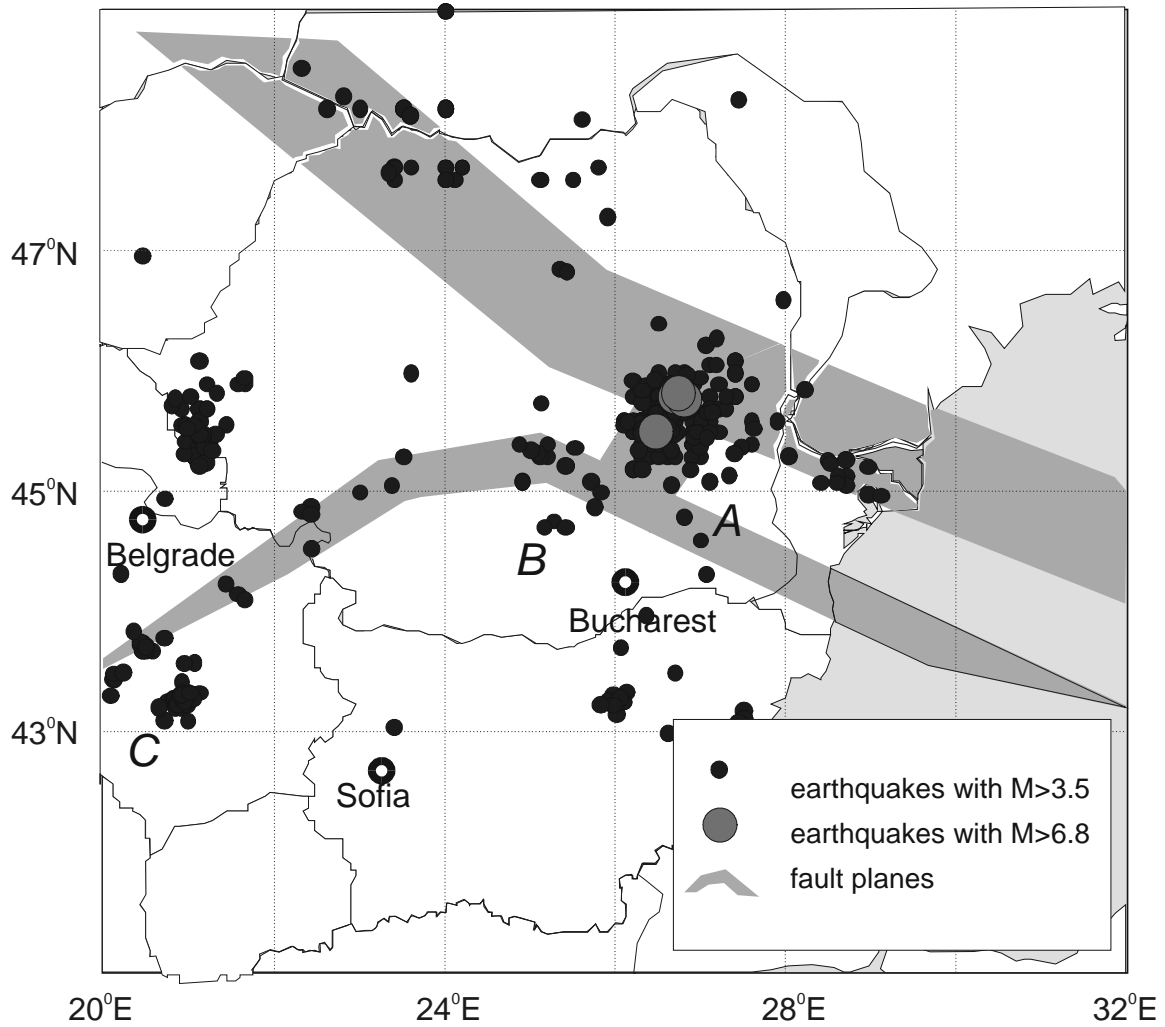 47⁰N
45⁰N
A
B
Belgrade
Bucharest
43⁰N
C
Sofia
earthquakes with M>3.5
earthquakes with M>6.8
fault planes
20⁰E
24⁰E
28⁰E
32⁰E